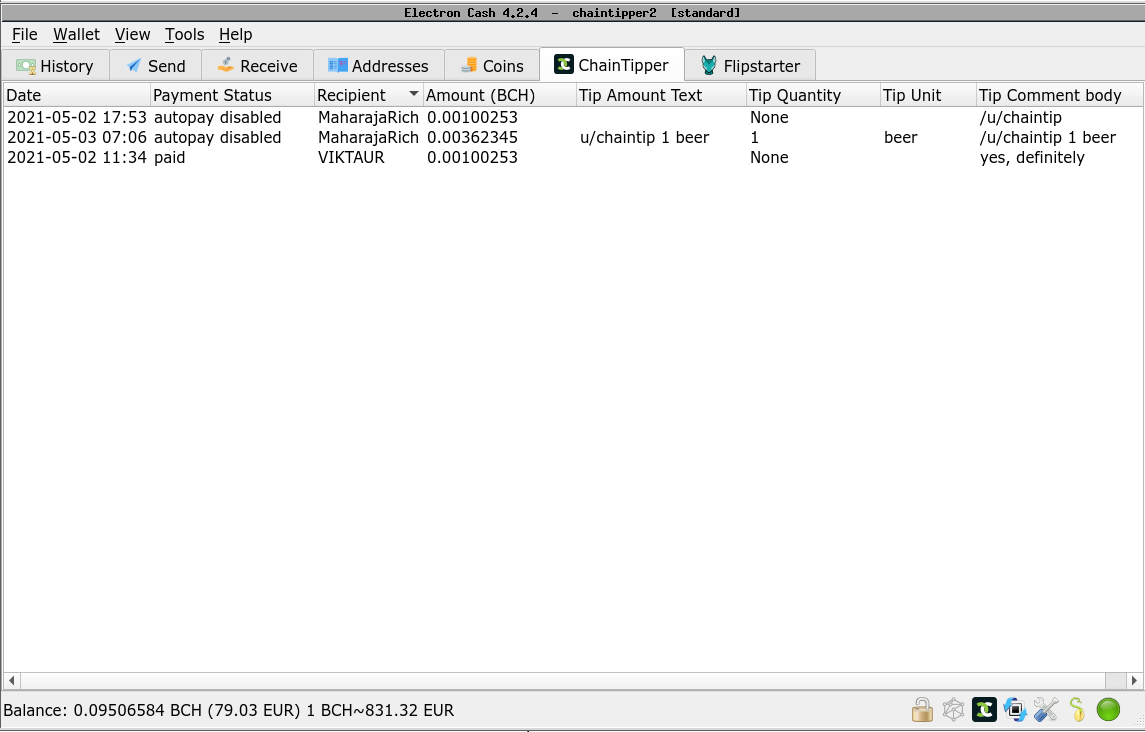 Electron Cash 4.2.4 – chaintipper2 [standard]
File Wallet View Tools Help
History Send Receive Addresses Coins ChainTipper Flipstarter
Date Payment Status Recipient Amount (BCH) Tip Amount Text Tip Quantity Tip Unit Tip Comment body
2021-05-02 17:53 autopay disabled MaharajaRich 0.00100253 None /u/chaintip
2021-05-03 07:06 autopay disabled MaharajaRich 0.00362345 u/chaintip 1 beer 1 beer /u/chaintip 1 beer
2021-05-02 11:34 paid VIKTAUR 0.00100253 None yes, definitely
Balance: 0.09506584 BCH (79.03 EUR) 1 BCH~831.32 EUR